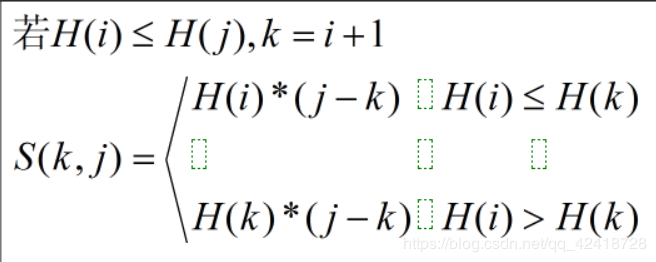 若H(i) ≤ H(j), k = i+1
S(k, j) =
H(i)*(j−k) H(i) ≤ H(k)
H(k)*(j−k) H(i) > H(k)
https://blog.csdn.net/qq_42418728